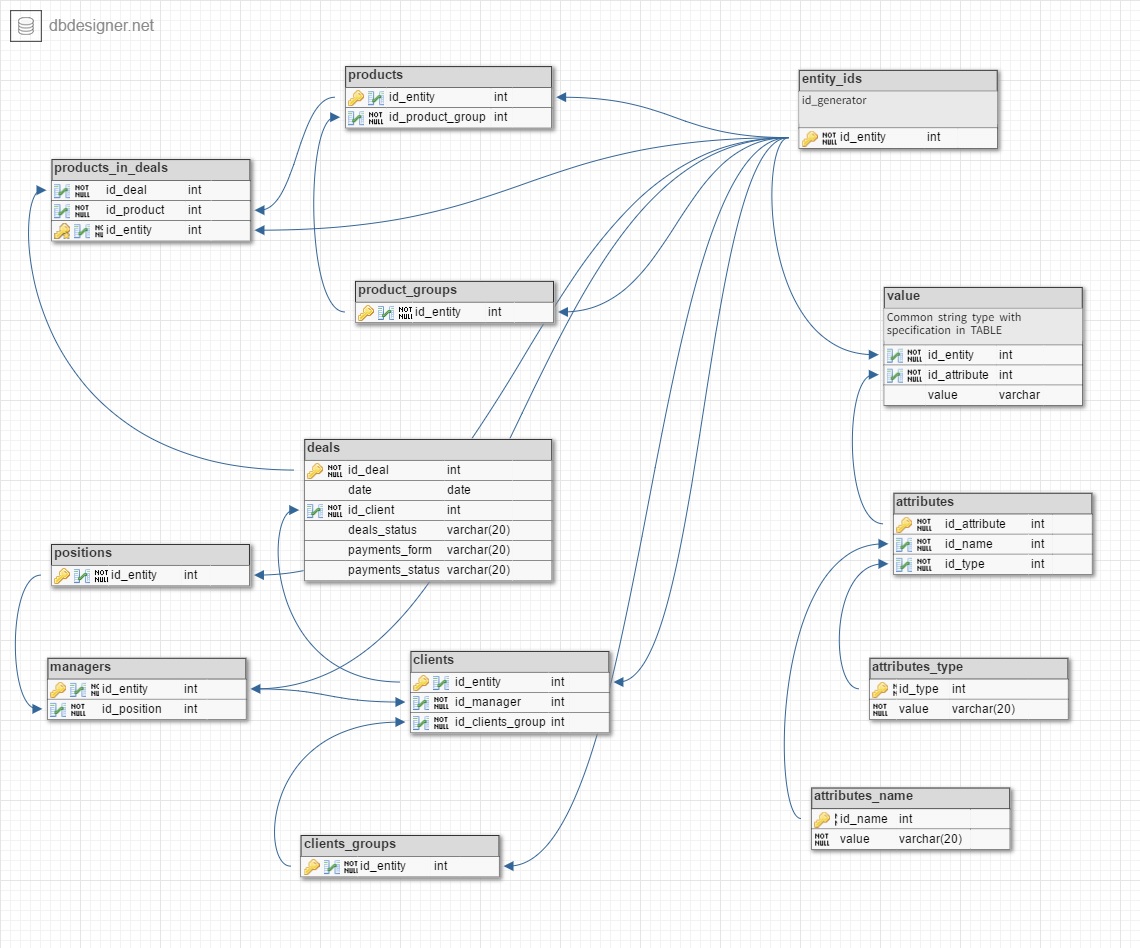 dbdesigner.net
products
id_entity int
NOT NULL id_product_group int
entity_ids
id_generator
NOT NULL id_entity int
products_in_deals
NOT NULL id_deal int
NOT NULL id_product int
id_entity int
product_groups
NOT NULL id_entity int
value
Common string type with
specification in TABLE
NOT NULL id_entity int
NOT NULL id_attribute int
value varchar
deals
NOT NULL id_deal int
date date
NOT NULL id_client int
deals_status varchar(20)
payments_form varchar(20)
payments_status varchar(20)
attributes
NOT NULL id_attribute int
NOT NULL id_name int
NOT NULL id_type int
positions
NOT NULL id_entity int
managers
id_entity int
NOT NULL id_position int
clients
NOT NULL id_entity int
NOT NULL id_manager int
NOT NULL id_clients_group int
attributes_type
id_type int
NOT NULL value varchar(20)
attributes_name
id_name int
NOT NULL value varchar(20)
clients_groups
NOT NULL id_entity int